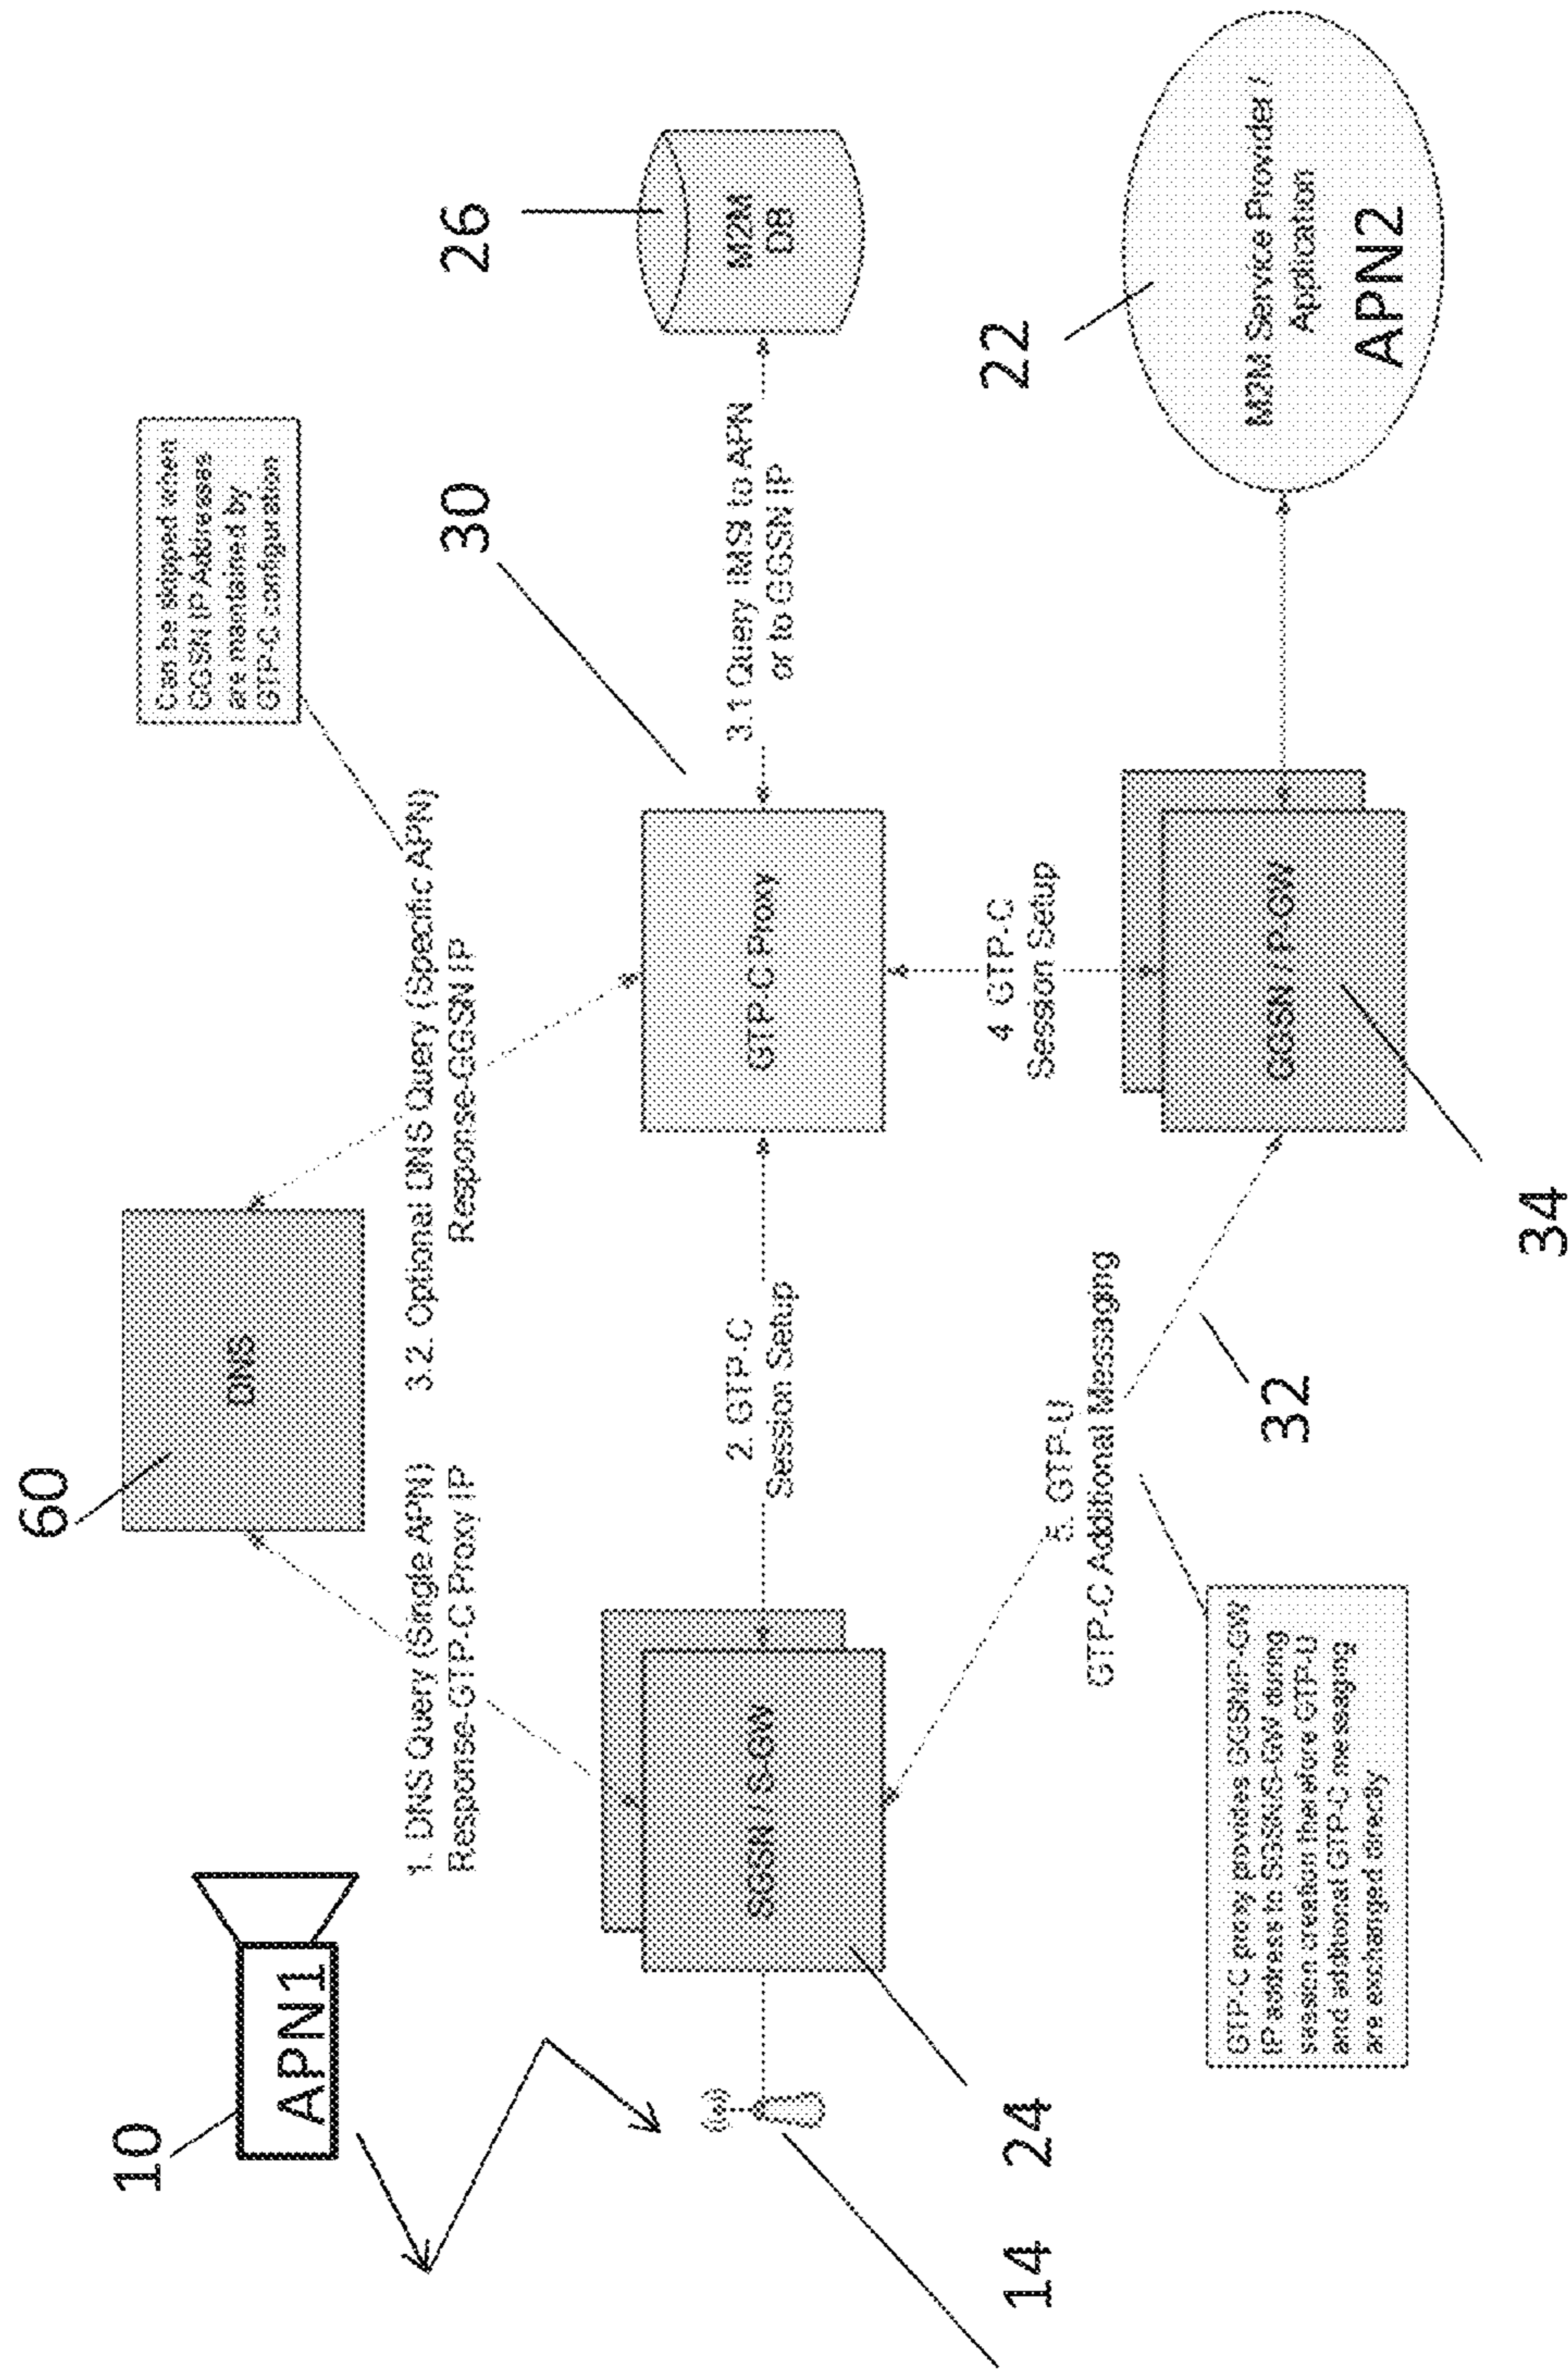 10
APN1
60
DNS
Can be skipped when
GGSN IP Addresses
are maintained by
GTP-C configuration
1. DNS Query (Single APN)
Response-GTP-C Proxy IP
3.2. Optional DNS Query (Specific APN)
Response-GGSN IP
30
26
14
24
SGSN / S-GW
2. GTP-C
Session Setup
GTP-C Proxy
3.1 Query IMSI to APN
or to GGSN IP
M2M
DB
4 GTP-C
Session Setup
22
5. GTP-U
GTP-C Additional Messaging
32
GGSN / P-GW
34
M2M Service Provider /
Application
APN2
GTP-C proxy provides GGSN/P-GW
IP address to SGSN/S-GW during
session creation therefore GTP-U
and additional GTP-C messaging
are exchanged directly